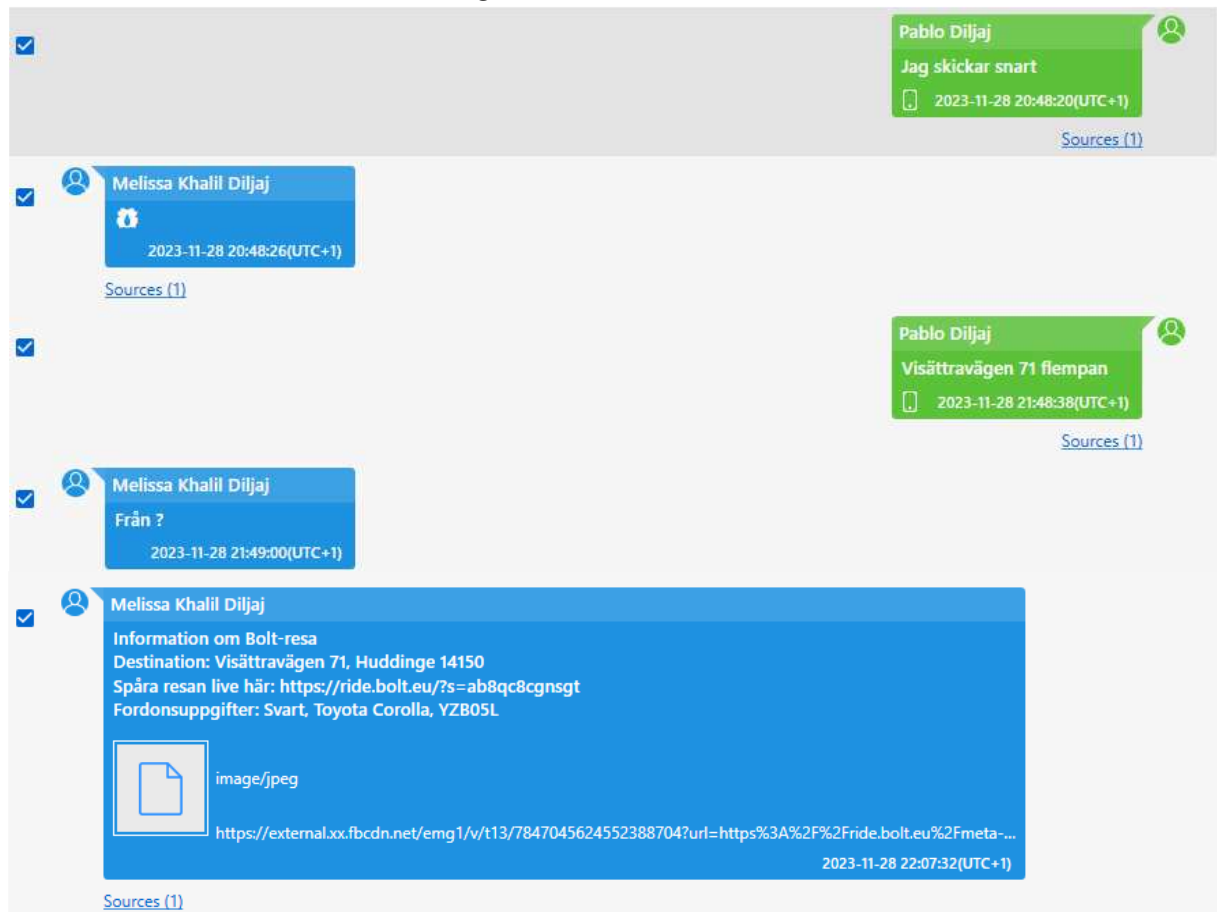 Pablo Diljaj
Jag skickar snart
2023-11-28 20:48:20(UTC+1)
Sources (1)
Melissa Khalil Diljaj
2023-11-28 20:48:26(UTC+1)
Sources (1)
Pablo Diljaj
Visättravägen 71 flempan
2023-11-28 21:48:38(UTC+1)
Sources (1)
Melissa Khalil Diljaj
Från ?
2023-11-28 21:49:00(UTC+1)
Melissa Khalil Diljaj
Information om Bolt-resa
Destination: Visättravägen 71, Huddinge 14150
Spåra resan live här: https://ride.bolt.eu/?s=ab8qc8cgnsgt
Fordonsuppgifter: Svart, Toyota Corolla, YZB05L
image/jpeg
https://external.xx.fbcdn.net/emg1/v/t13/7847045624552388704?url=https%3A%2F%2Fride.bolt.eu%2Fmeta-...
2023-11-28 22:07:32(UTC+1)
Sources (1)